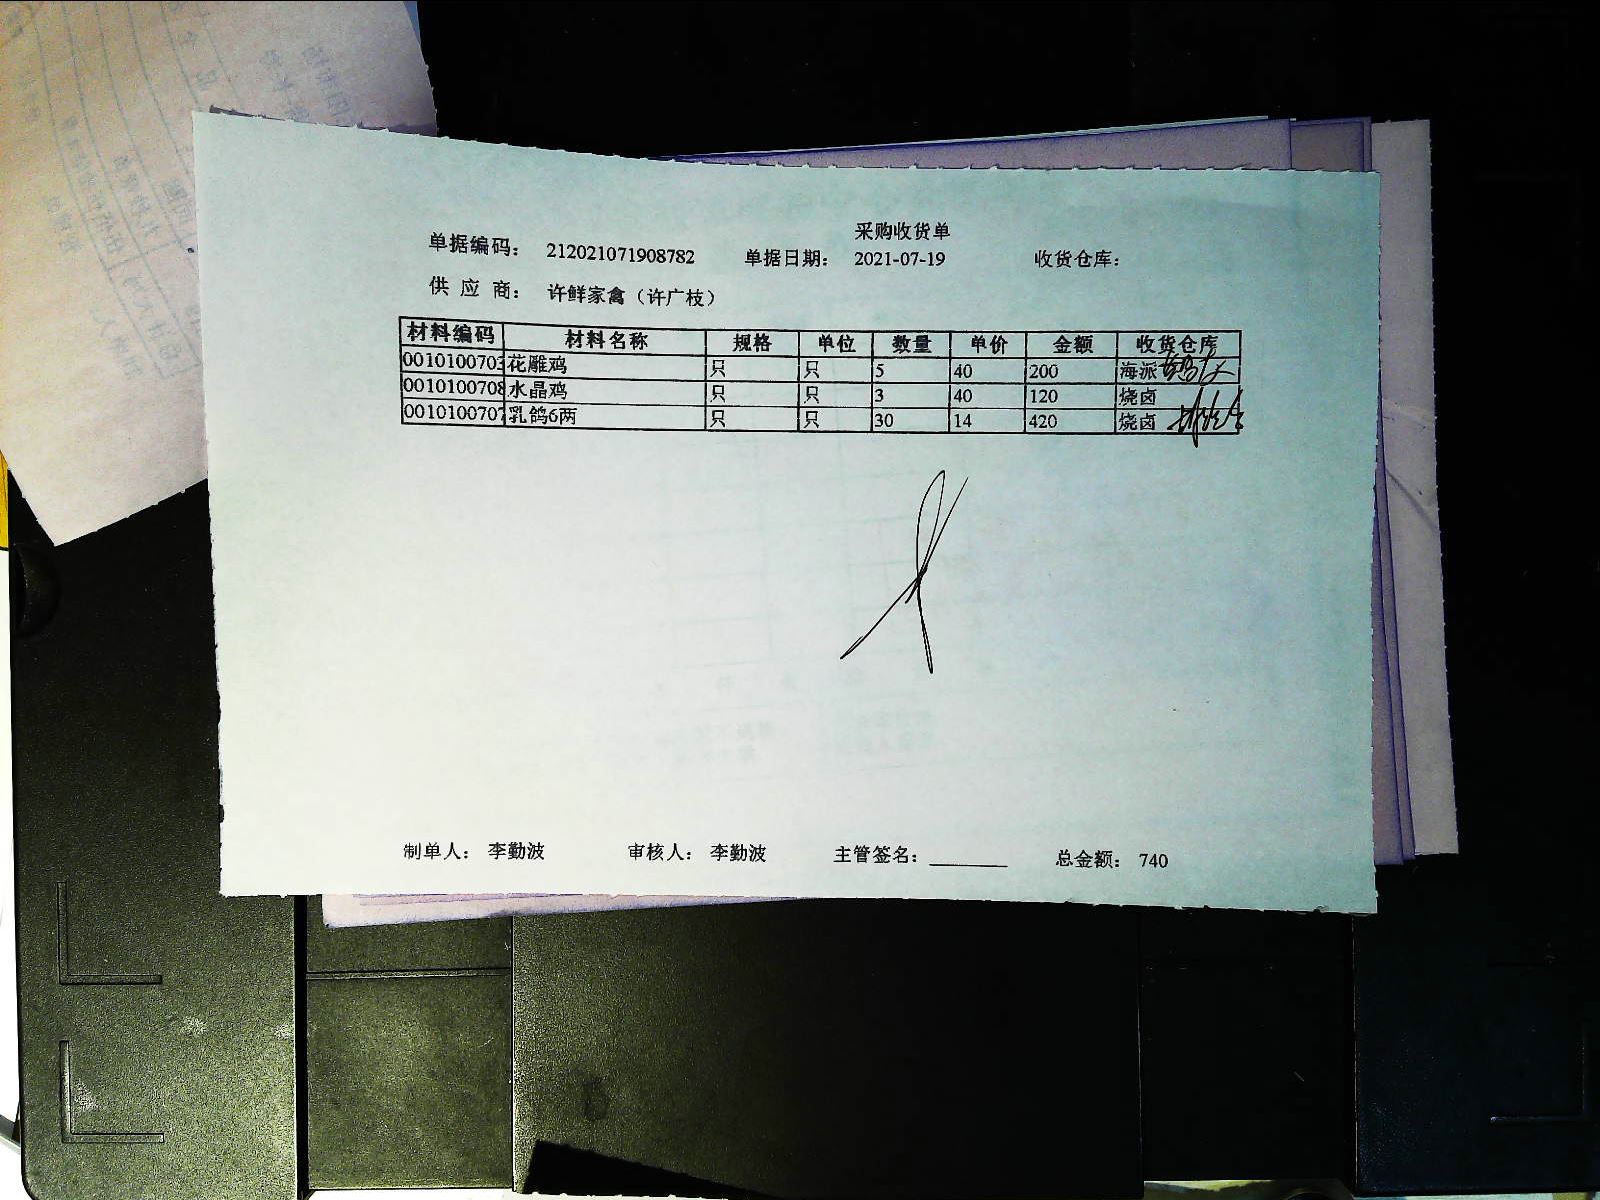 采购收货单
单据编码： 212021071908782 单据日期： 2021-07-19 收货仓库：
供 应 商： 许鲜家禽（许广枝）
材料编码 材料名称 规格 单位 数量 单价 金额 收货仓库
0010100703 花雕鸡 只 只 5 40 200 海派
0010100708 水晶鸡 只 只 3 40 120 烧卤
0010100707 乳鸽6两 只 只 30 14 420 烧卤
制单人： 李勤波 审核人： 李勤波 主管签名：________ 总金额： 740